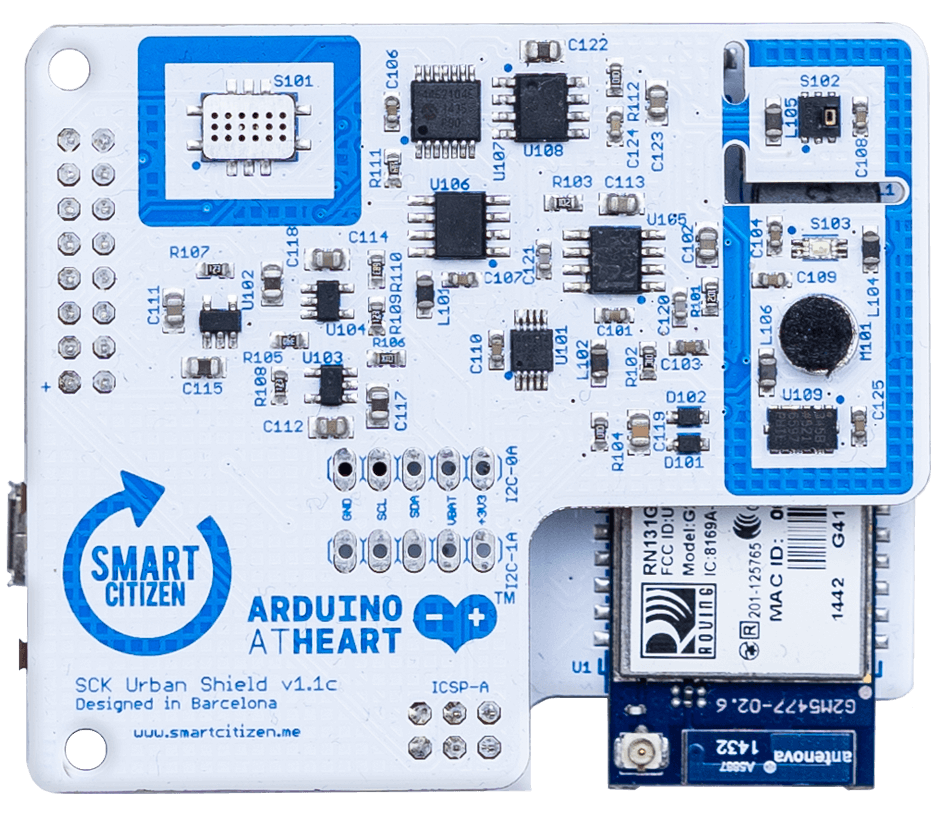 S101
C106
C122
U107
U108
R112
C124
C123
S102
L105
C108
R111
U106
R103
C113
U105
C102
C104
S103
L1
R107
C118
C114
R110
C121
C107
L101
C109
L104
U102
C111
R109
U104
C120
R101
L106
M101
R105
U103
R106
C110
U101
L102
C101
R102
C103
C115
R108
C117
C112
D102
U109
C125
R104
C119
D101
+
GND
SCL
SDA
VBAT
+3V3
I2C-0A
I2C-1A
SMART
CITIZEN
ARDUINO
ATHEART
- +
TM
SCK Urban Shield v1.1c
Designed in Barcelona
www.smartcitizen.me
ICSP-A
U1
RN131G
FCC ID:U
Model:G
IC:8169A-
ROVING
R 201-125765
MAC ID: 0
G41
1442
G2M5477-02.6
antenova
1432
A5887